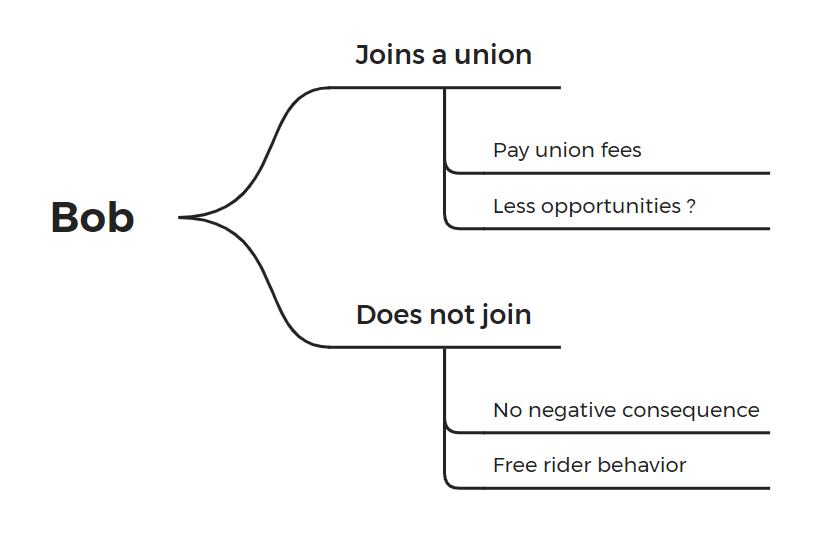 Bob
Joins a union
Pay union fees
Less opportunities ?
Does not join
No negative consequence
Free rider behavior